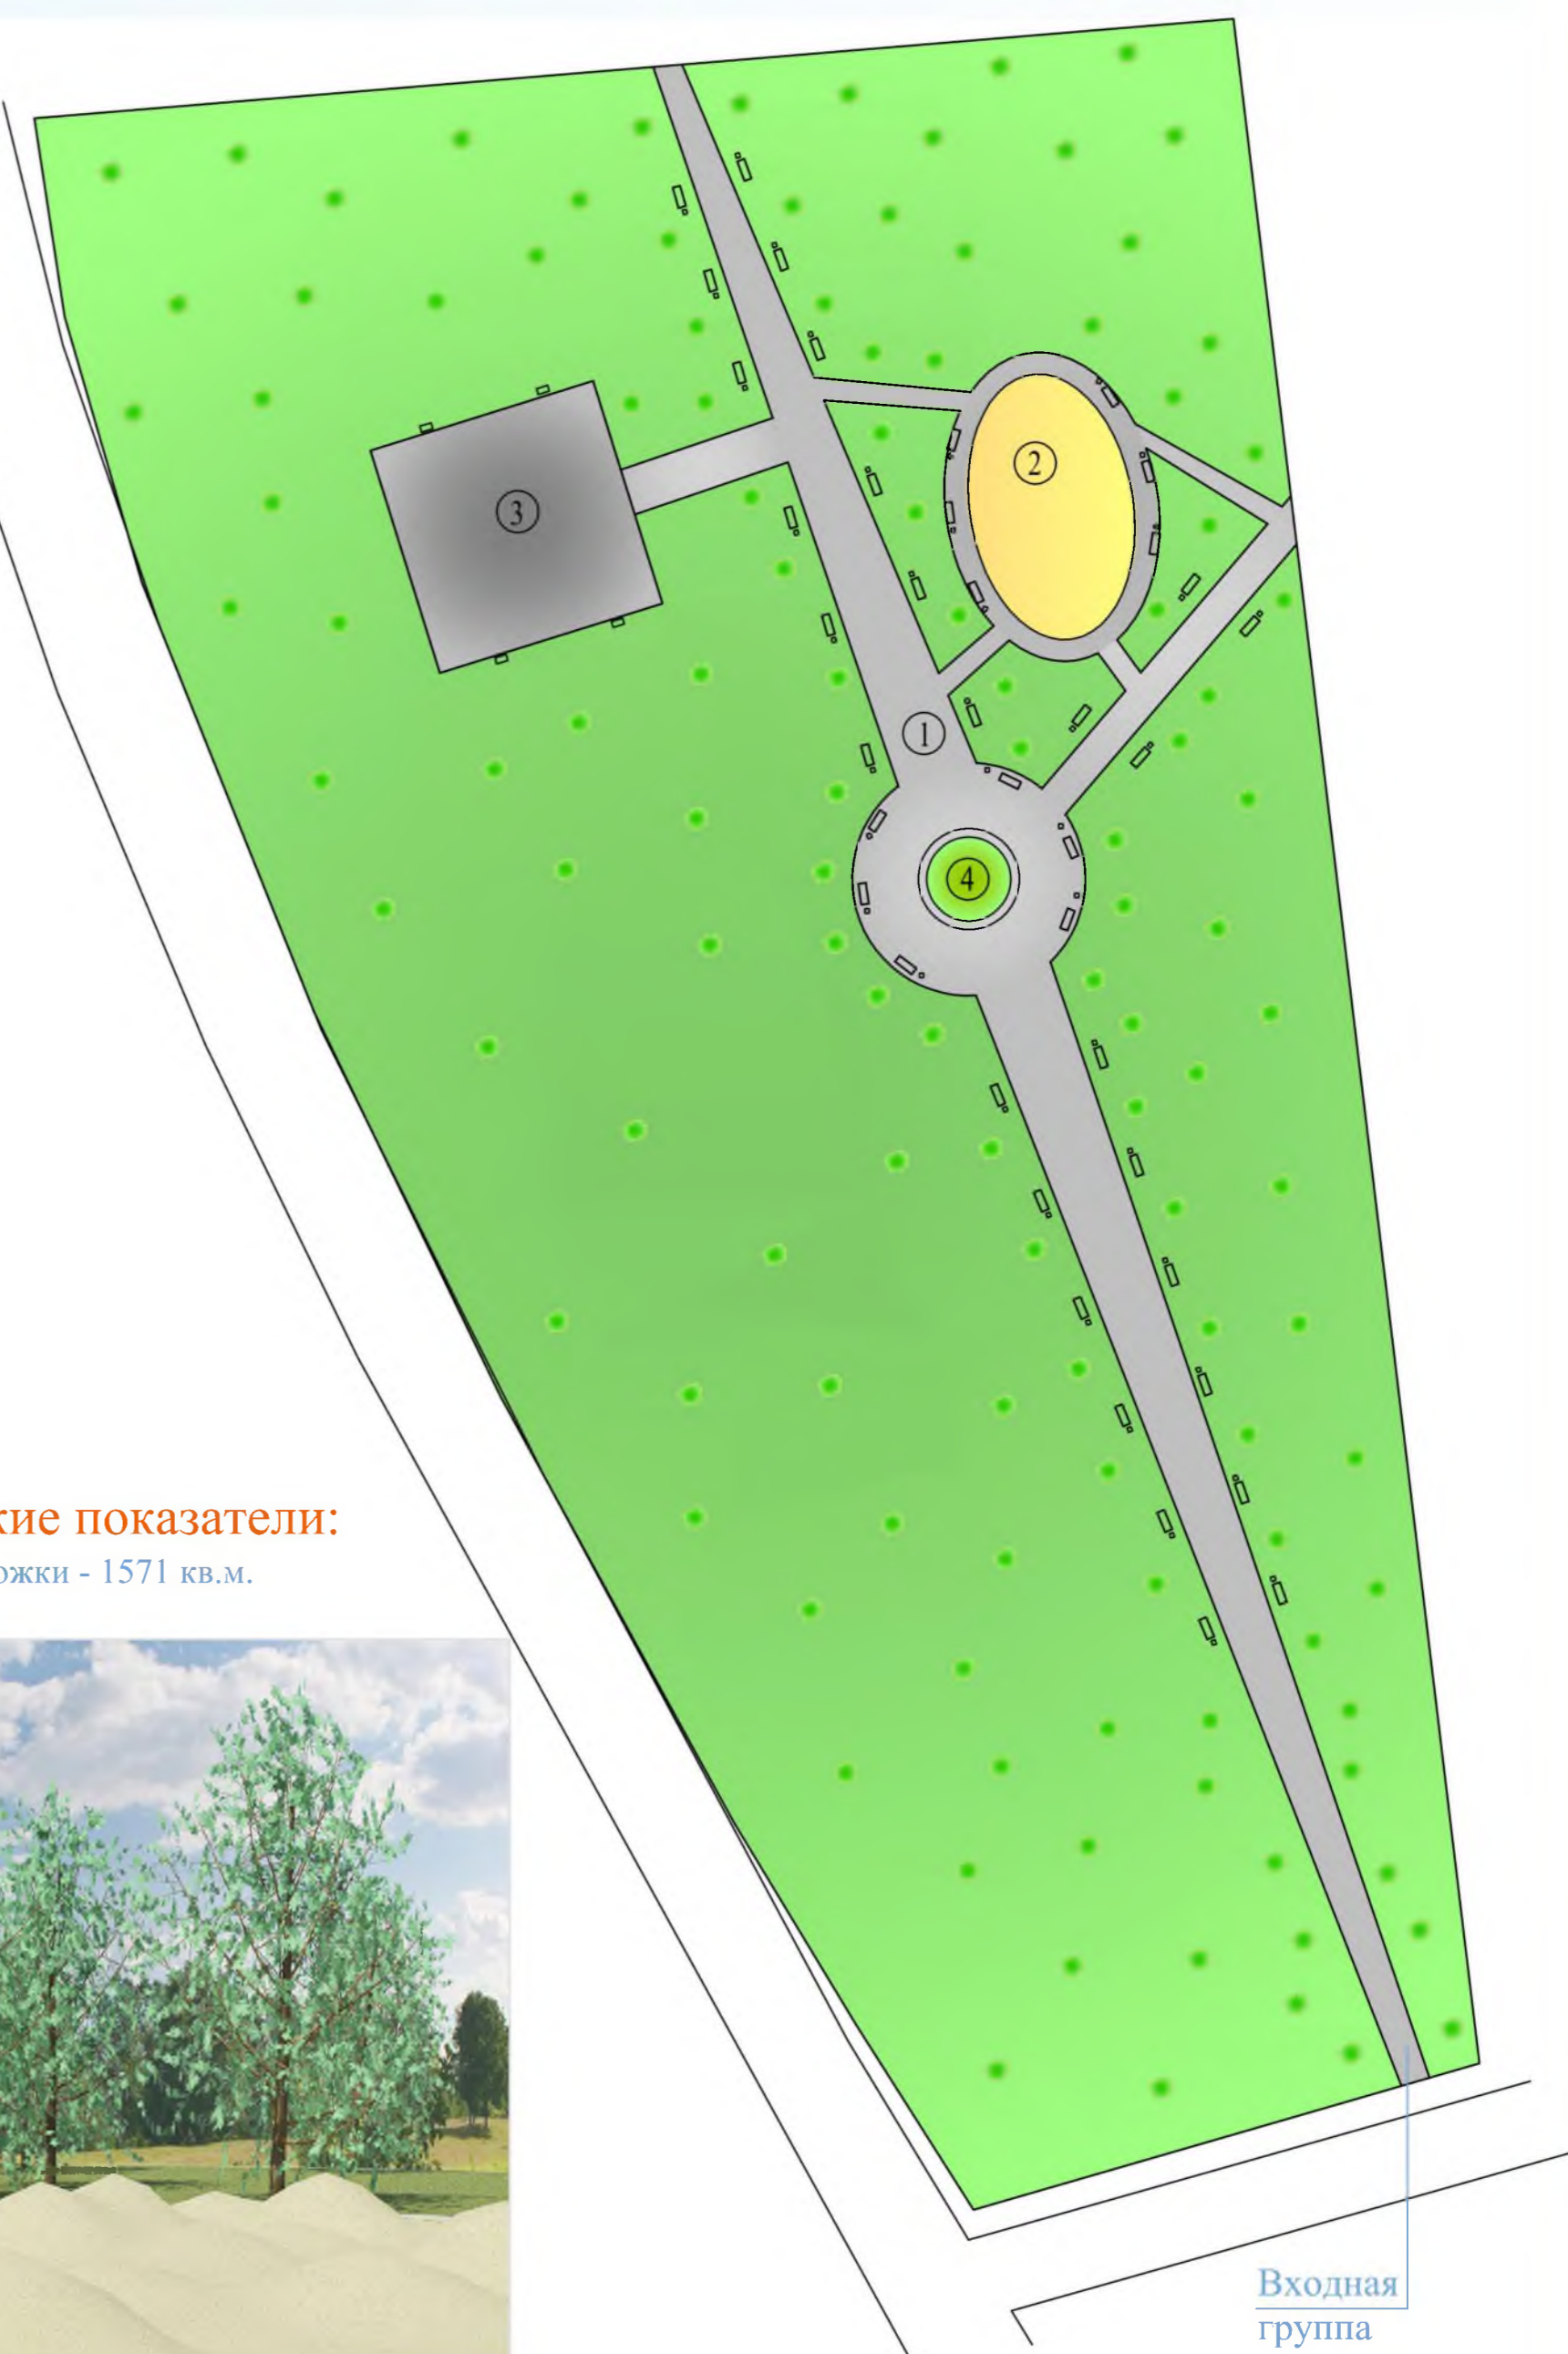 2
3
1
4
кие показатели:
ожки - 1571 кв.м.
Входная
группа